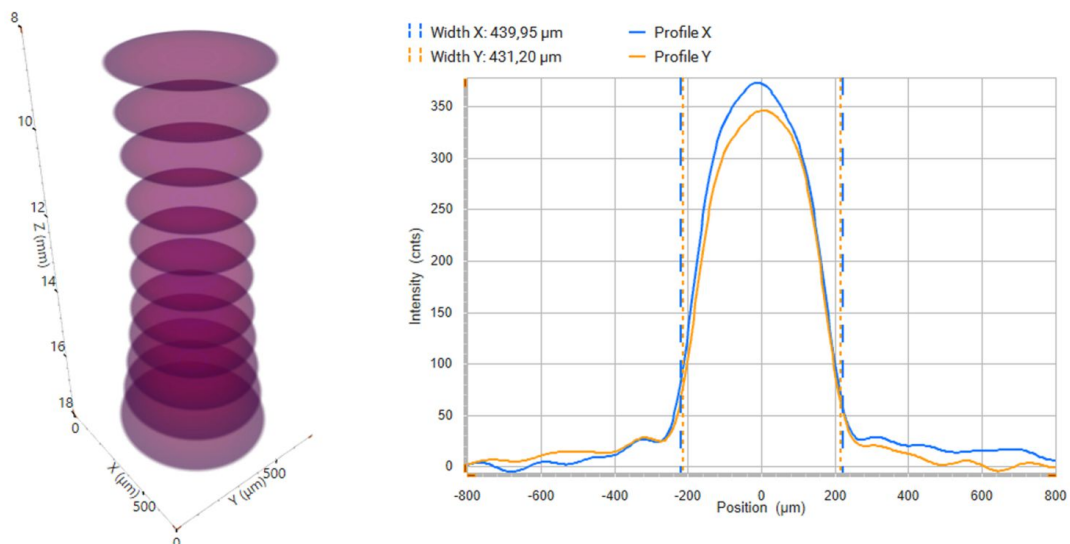 8
10
12
Z (mm)
14
16
18
0
X (µm)
500
0
Y (µm)
500
Width X: 439,95 µm
Profile X
Width Y: 431,20 µm
Profile Y
Intensity (cnts)
350
300
250
200
150
100
50
0
-800 -600 -400 -200 0 200 400 600 800
Position (µm)